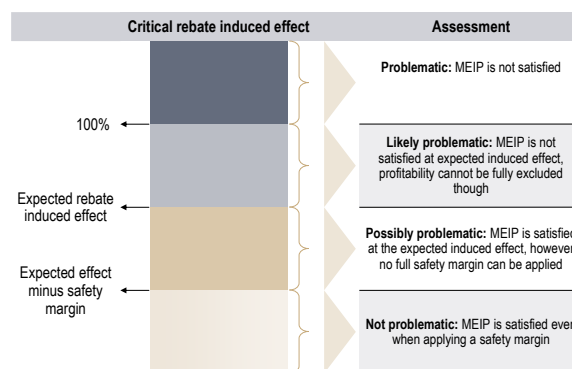 Critical rebate induced effect
Assessment
Problematic: MEIP is not satisfied
100%
Likely problematic: MEIP is not
satisfied at expected induced effect,
profitability cannot be fully excluded
though
Expected rebate
induced effect
Possibly problematic: MEIP is satisfied
at the expected induced effect, however
no full safety margin can be applied
Expected effect
minus safety
margin
Not problematic: MEIP is satisfied even
when applying a safety margin